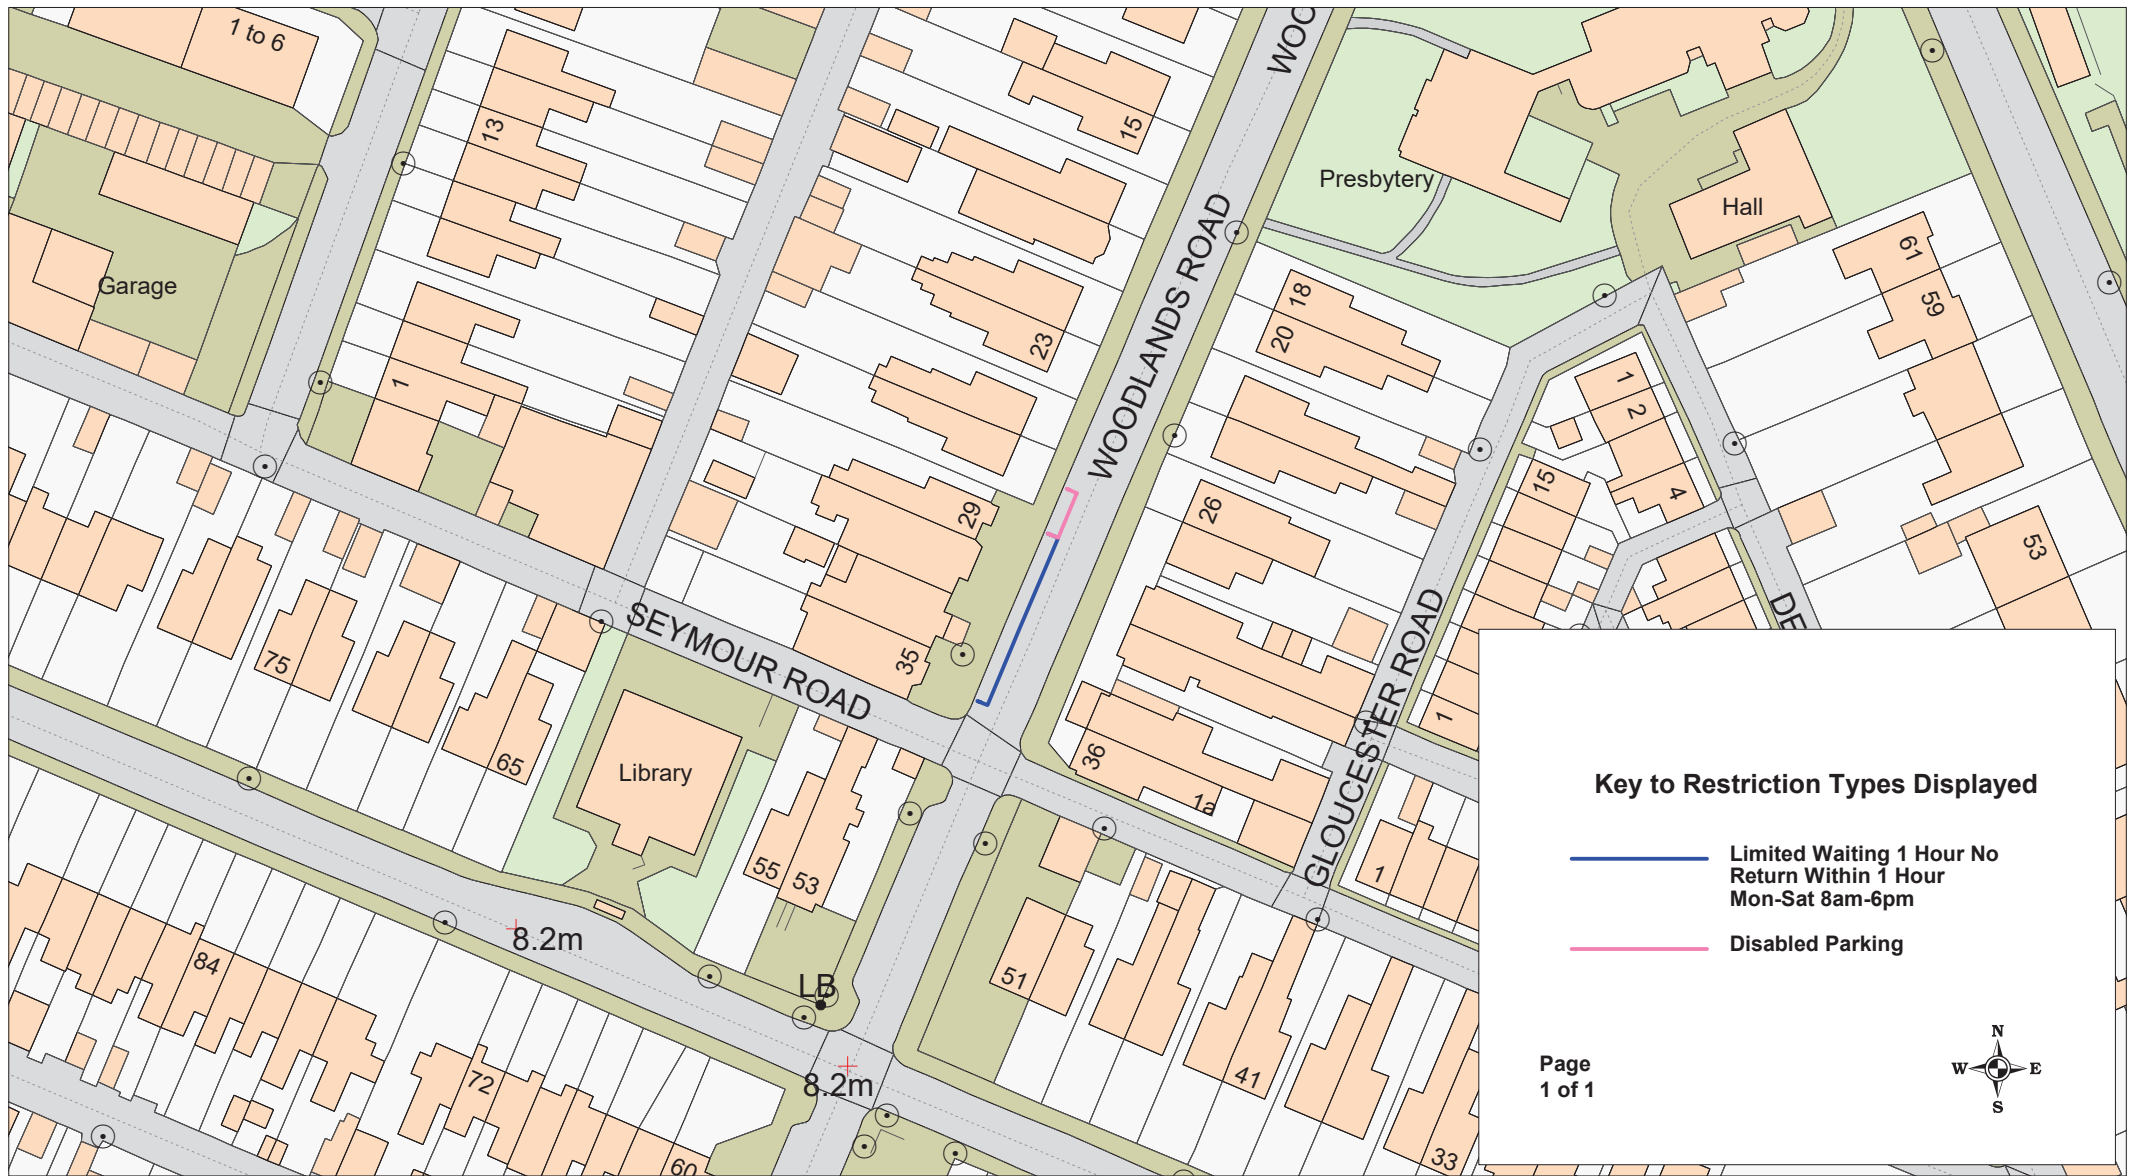 1 to 6
WOO
13
15
Presbytery
Hall
Garage
WOODLANDS ROAD
18
20
23
61
59
1
1
2
4
15
29
26
53
SEYMOUR ROAD
35
75
65
Library
55
53
36
1a
GLOUCESTER ROAD
1
1
DE
8.2m
84
LB
51
41
33
8.2m
72
60
Key to Restriction Types Displayed
Limited Waiting 1 Hour No
Return Within 1 Hour
Mon-Sat 8am-6pm
Disabled Parking
Page
1 of 1
N
W
E
S